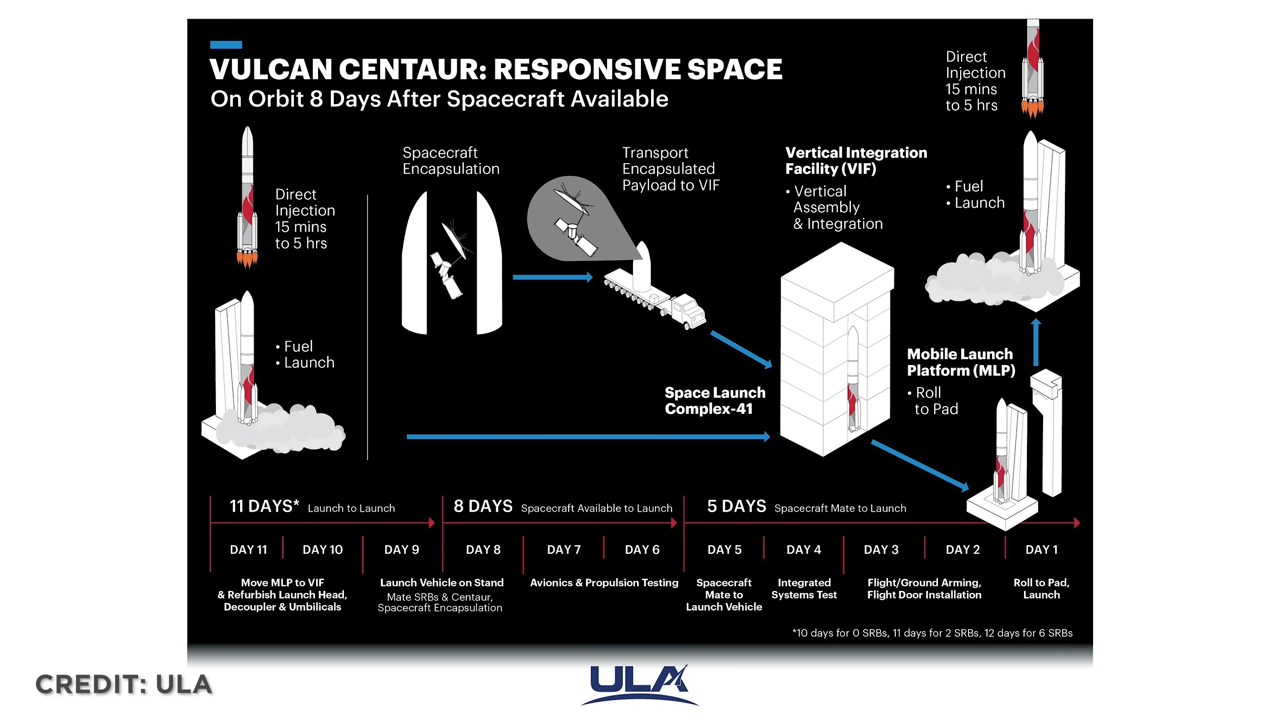 VULCAN CENTAUR: RESPONSIVE SPACE
On Orbit 8 Days After Spacecraft Available
Direct
Injection
15 mins
to 5 hrs
• Fuel
• Launch
Spacecraft
Encapsulation
Transport
Encapsulated
Payload to VIF
Vertical Integration
Facility (VIF)
• Vertical
Assembly
& Integration
Direct
Injection
15 mins
to 5 hrs
• Fuel
• Launch
Space Launch
Complex-41
Mobile Launch
Platform (MLP)
• Roll
to Pad
11 DAYS* Launch to Launch
8 DAYS Spacecraft Available to Launch
5 DAYS Spacecraft Mate to Launch
DAY 11
DAY 10
DAY 9
DAY 8
DAY 7
DAY 6
DAY 5
DAY 4
DAY 3
DAY 2
DAY 1
Move MLP to VIF
& Refurbish Launch Head,
Decoupler & Umbilicals
Launch Vehicle on Stand
Mate SRBs & Centaur,
Spacecraft Encapsulation
Avionics & Propulsion Testing
Spacecraft
Mate to
Launch Vehicle
Integrated
Systems Test
Flight/Ground Arming,
Flight Door Installation
Roll to Pad,
Launch
*10 days for 0 SRBs, 11 days for 2 SRBs, 12 days for 6 SRBs
CREDIT: ULA
ULA